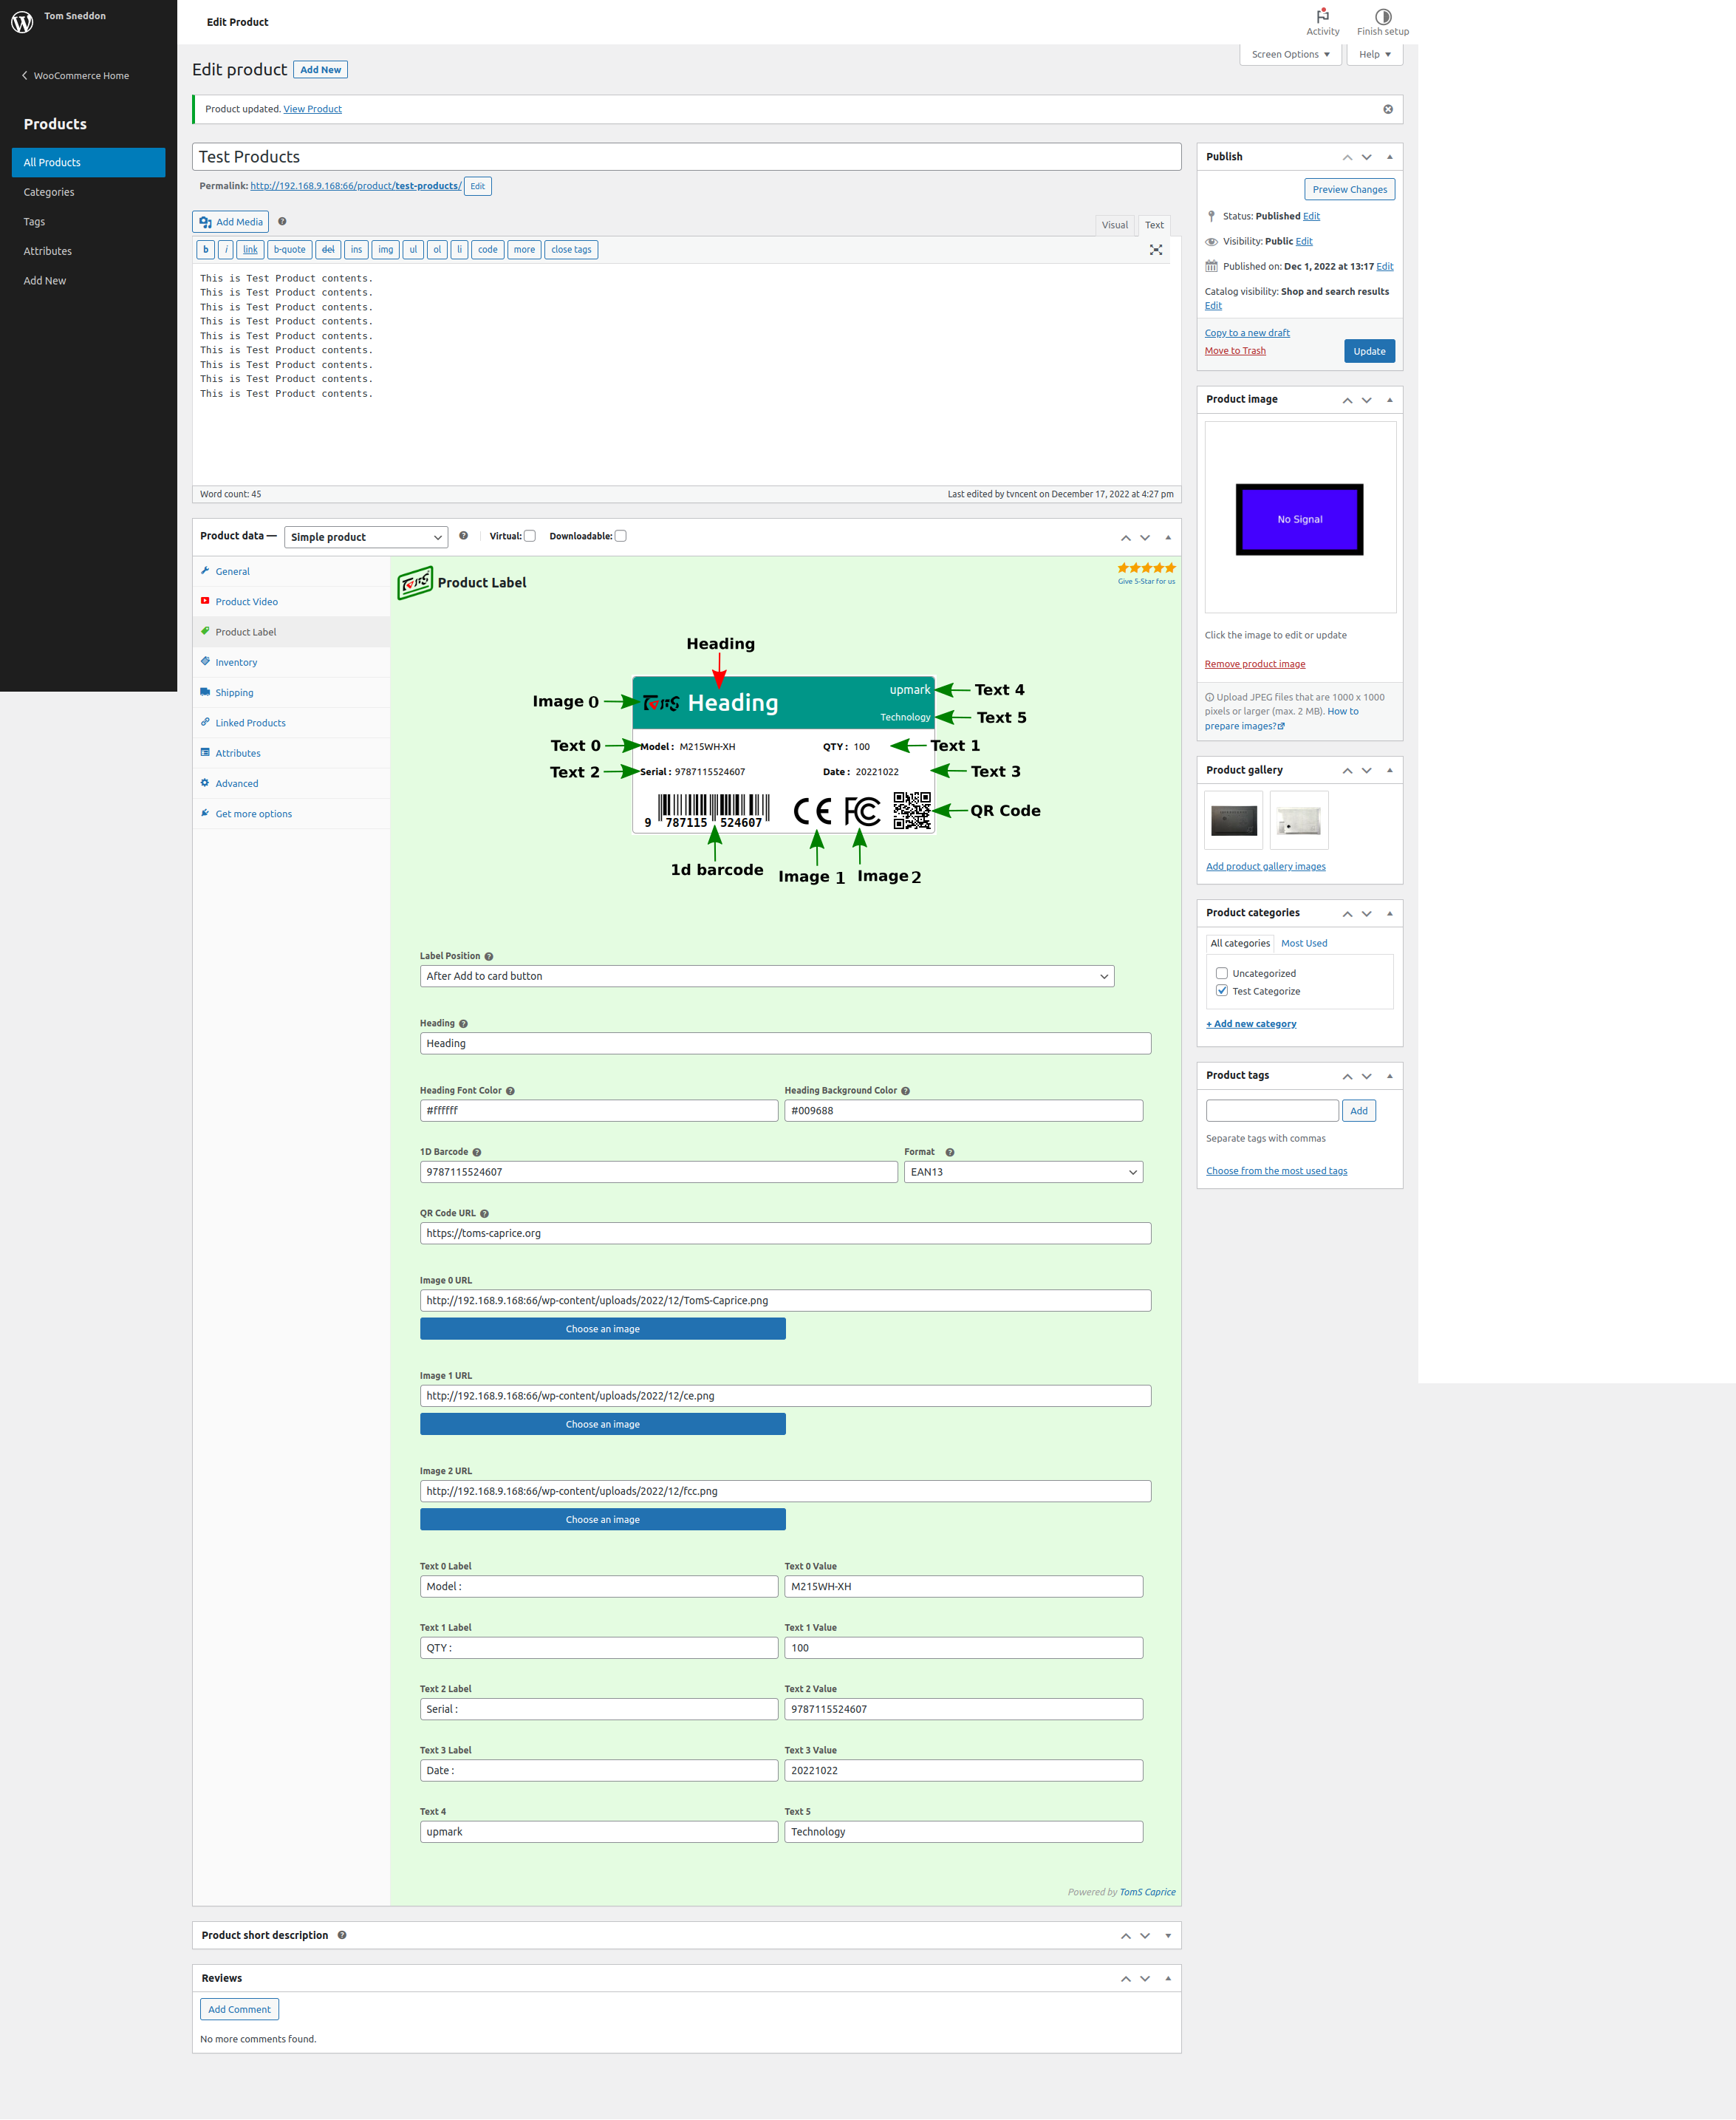 Tom Sneddon
Edit Product
Activity
Finish setup
WooCommerce Home
Screen Options
Help
Edit product
Add New
Products
Product updated. View Product
All Products
Categories
Tags
Attributes
Add New
Test Products
Permalink: http://192.168.9.168:66/product/test-products/ Edit
Add Media
Visual
Text
b
i
link
b-quote
del
ins
img
ul
ol
li
code
more
close tags
This is Test Product contents.
This is Test Product contents.
This is Test Product contents.
This is Test Product contents.
This is Test Product contents.
This is Test Product contents.
This is Test Product contents.
This is Test Product contents.
This is Test Product contents.
Word count: 45
Last edited by tvncent on December 17, 2022 at 4:27 pm
Product data —
Simple product
Virtual:
Downloadable:
General
Product Video
Product Label
Inventory
Shipping
Linked Products
Attributes
Advanced
Get more options
TomS
Product Label
Give 5-Star for us
Heading
Image 0
TomS
Heading
upmark
Text 4
Technology
Text 5
Text 0
Model : M215WH-XH
QTY : 100
Text 1
Text 2
Serial : 9787115524607
Date : 20221022
Text 3
9 787115 524607
CE
FC
QR Code
1d barcode
Image 1
Image 2
Label Position
After Add to card button
Heading
Heading
Heading Font Color
Heading Background Color
#ffffff
#009688
1D Barcode
Format
9787115524607
EAN13
QR Code URL
https://toms-caprice.org
Image 0 URL
http://192.168.9.168:66/wp-content/uploads/2022/12/TomS-Caprice.png
Choose an image
Image 1 URL
http://192.168.9.168:66/wp-content/uploads/2022/12/ce.png
Choose an image
Image 2 URL
http://192.168.9.168:66/wp-content/uploads/2022/12/fcc.png
Choose an image
Text 0 Label
Text 0 Value
Model :
M215WH-XH
Text 1 Label
Text 1 Value
QTY :
100
Text 2 Label
Text 2 Value
Serial :
9787115524607
Text 3 Label
Text 3 Value
Date :
20221022
Text 4
Text 5
upmark
Technology
Powered by TomS Caprice
Product short description
Reviews
Add Comment
No more comments found.
Publish
Preview Changes
Status: Published Edit
Visibility: Public Edit
Published on: Dec 1, 2022 at 13:17 Edit
Catalog visibility: Shop and search results
Edit
Copy to a new draft
Move to Trash
Update
Product image
No Signal
Click the image to edit or update
Remove product image
Upload JPEG files that are 1000 x 1000
pixels or larger (max. 2 MB). How to
prepare images?
Product gallery
Add product gallery images
Product categories
All categories
Most Used
Uncategorized
Test Categorize
+ Add new category
Product tags
Add
Separate tags with commas
Choose from the most used tags